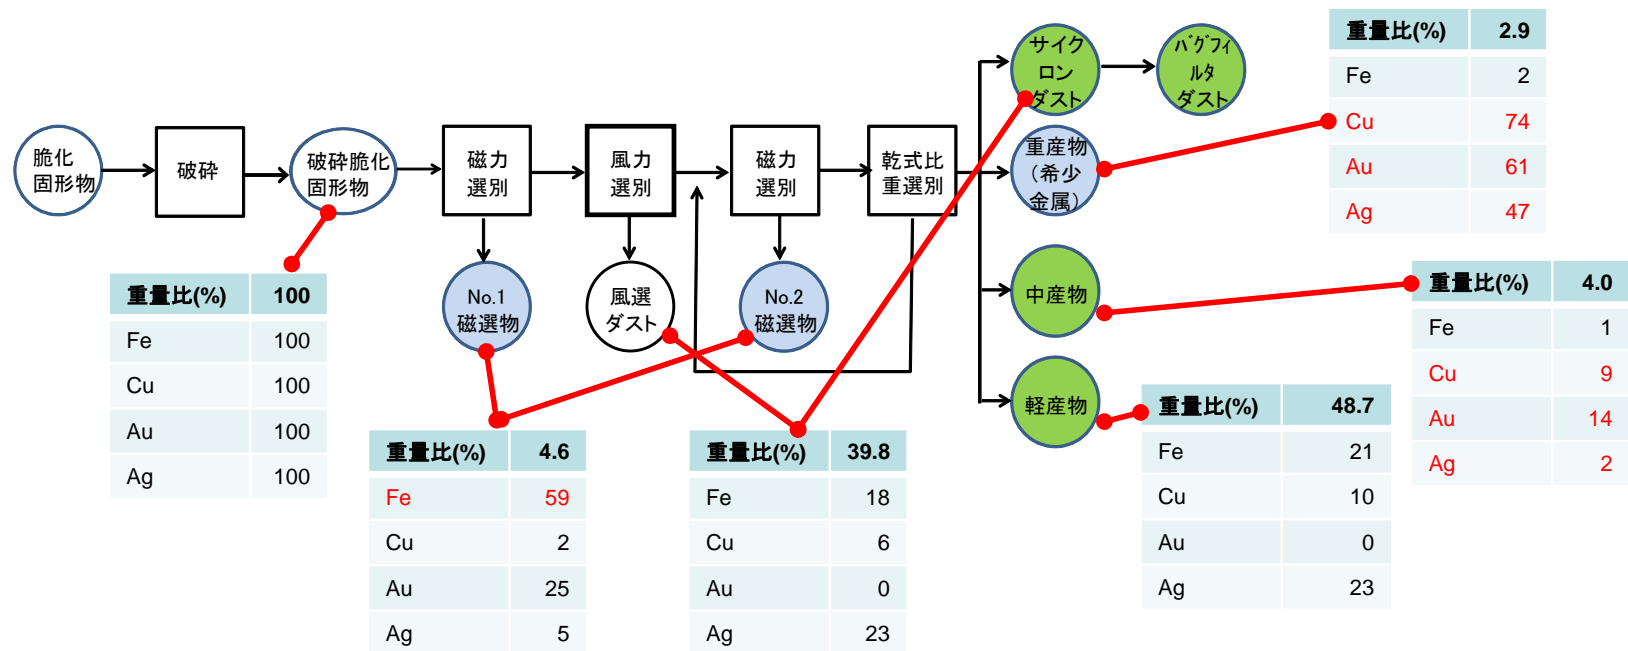 脆化
固形物
破砕
破砕脆化
固形物
磁力
選別
風力
選別
磁力
選別
乾式比
重選別
サイク
ロン
ダスト
バグフィ
ルタ
ダスト
重産物
(希少
金属)
中産物
軽産物
No.1
磁選物
風選
ダスト
No.2
磁選物
重量比(%) 100
Fe 100
Cu 100
Au 100
Ag 100
重量比(%) 4.6
Fe 59
Cu 2
Au 25
Ag 5
重量比(%) 39.8
Fe 18
Cu 6
Au 0
Ag 23
重量比(%) 48.7
Fe 21
Cu 10
Au 0
Ag 23
重量比(%) 4.0
Fe 1
Cu 9
Au 14
Ag 2
重量比(%) 2.9
Fe 2
Cu 74
Au 61
Ag 47